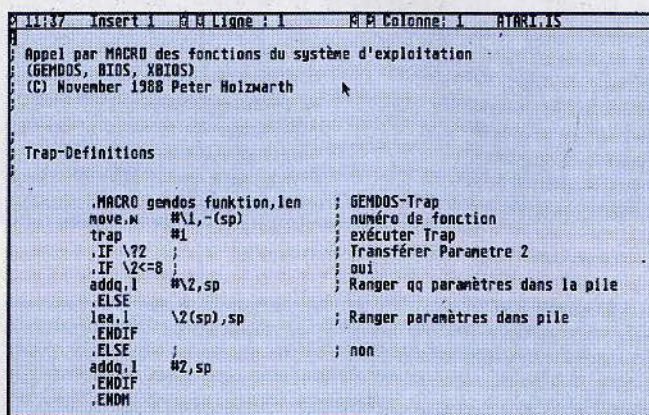 11:37 Insert 1 Ligne : 1 Colonne: 1 ATARI.IS
;
; Appel par MACRO des fonctions du système d'exploitation
; (GEMDOS, BIOS, XBIOS)
; (C) November 1988 Peter Holzwarth
;
;
;
; Trap-Definitions
;
.MACRO gemdos funktion,len ; GEMDOS-Trap
move.w #\1,-(sp) ; numéro de fonction
trap #1 ; exécuter Trap
.IF \?2 ; ; Transférer Parametre 2
.IF \2<=8 ; ; oui
addq.l #\2,sp ; Ranger qq paramètres dans la pile
.ELSE
lea.l \2(sp),sp ; Ranger paramètres dans pile
.ENDIF
.ELSE ; ; non
addq.l #2,sp
.ENDIF
.ENDM